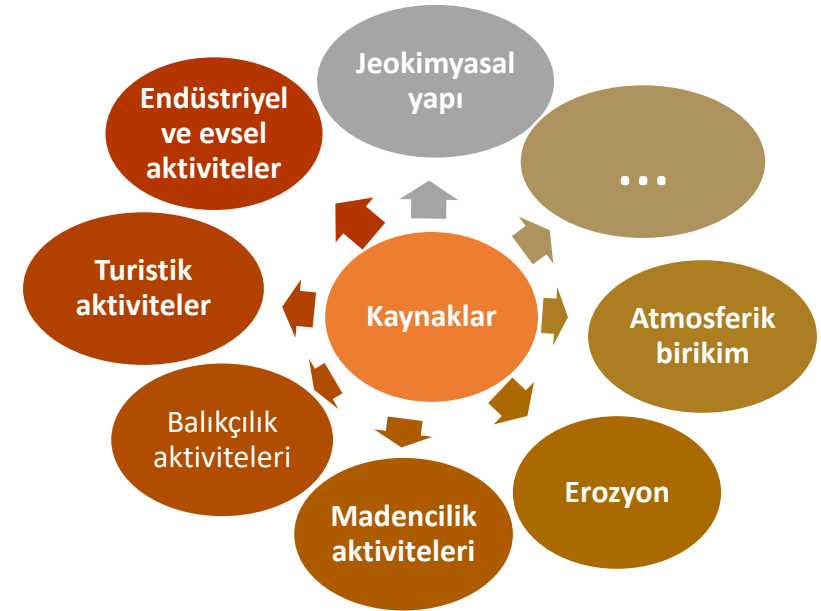 Jeokimyasal
yapı
...
Atmosferik
birikim
Erozyon
Madencilik
aktiviteleri
Balıkçılık
aktiviteleri
Turistik
aktiviteler
Endüstriyel
ve evsel
aktiviteler
Kaynaklar